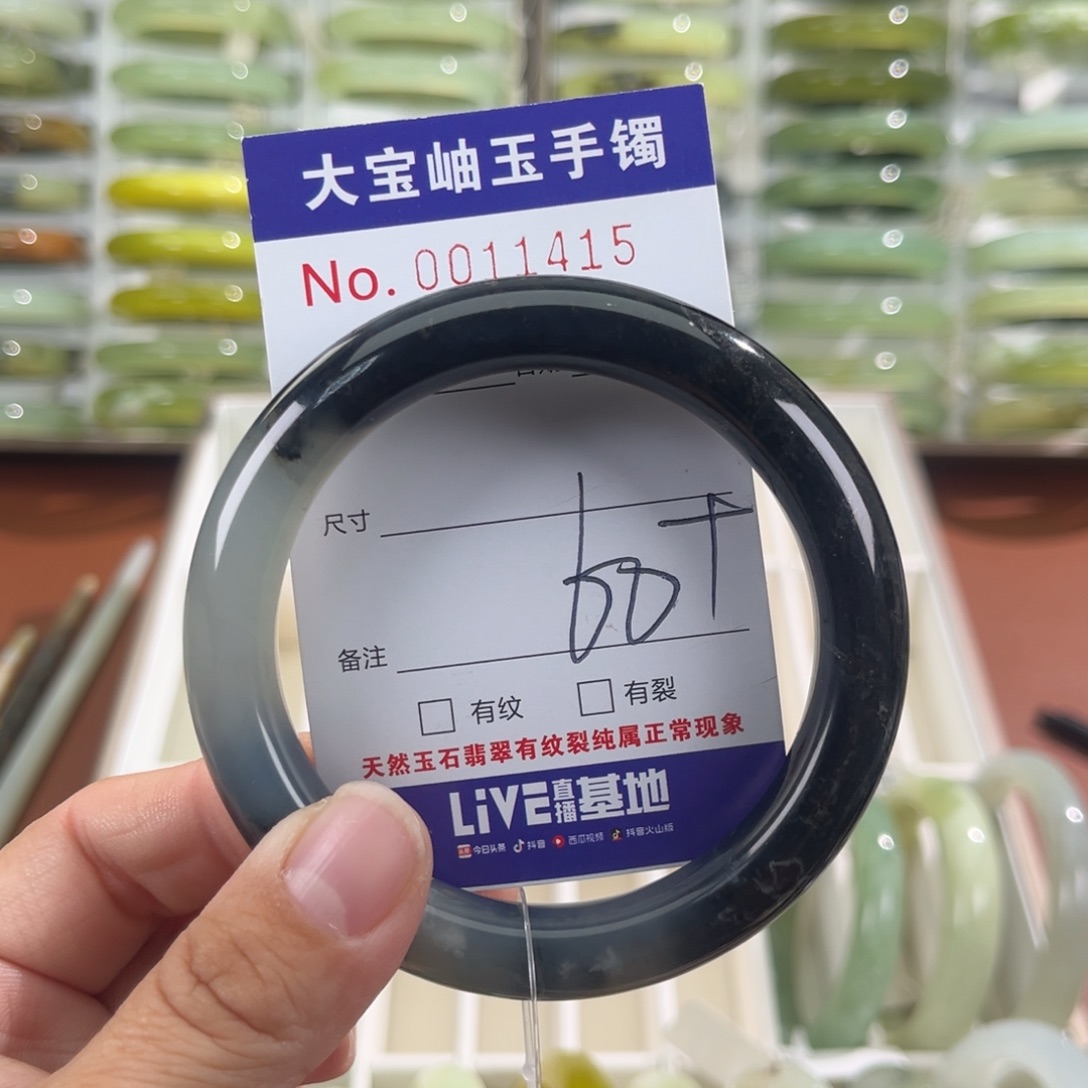 大宝岫玉手镯
No. 0011415
尺寸
60
备注
□ 有纹 □ 有裂
天然玉石翡翠有纹裂纯属正常现象
LiVE直播基地
今日头条 抖音 西瓜视频 抖音火山版